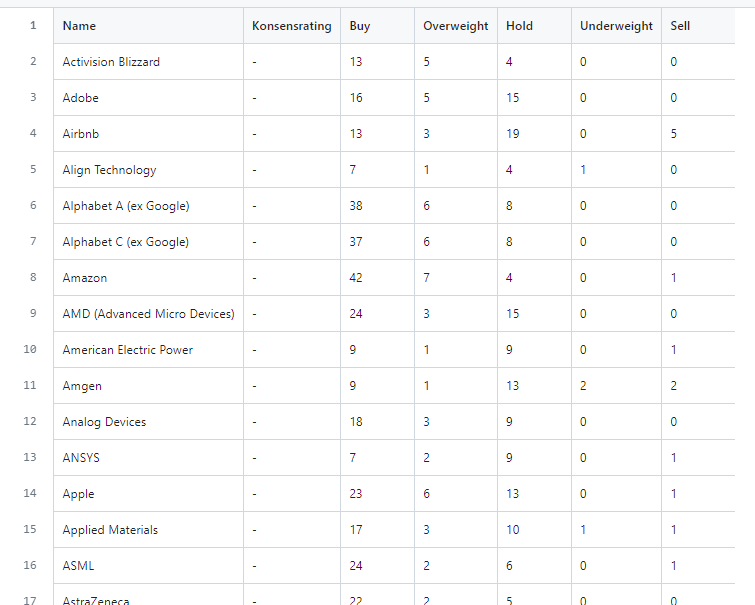 1 Name Konsensrating Buy Overweight Hold Underweight Sell
2 Activision Blizzard - 13 5 4 0 0
3 Adobe - 16 5 15 0 0
4 Airbnb - 13 3 19 0 5
5 Align Technology - 7 1 4 1 0
6 Alphabet A (ex Google) - 38 6 8 0 0
7 Alphabet C (ex Google) - 37 6 8 0 0
8 Amazon - 42 7 4 0 1
9 AMD (Advanced Micro Devices) - 24 3 15 0 0
10 American Electric Power - 9 1 9 0 1
11 Amgen - 9 1 13 2 2
12 Analog Devices - 18 3 9 0 0
13 ANSYS - 7 2 9 0 1
14 Apple - 23 6 13 0 1
15 Applied Materials - 17 3 10 1 1
16 ASML - 24 2 6 0 1
17 AstraZeneca - 22 2 5 0 0